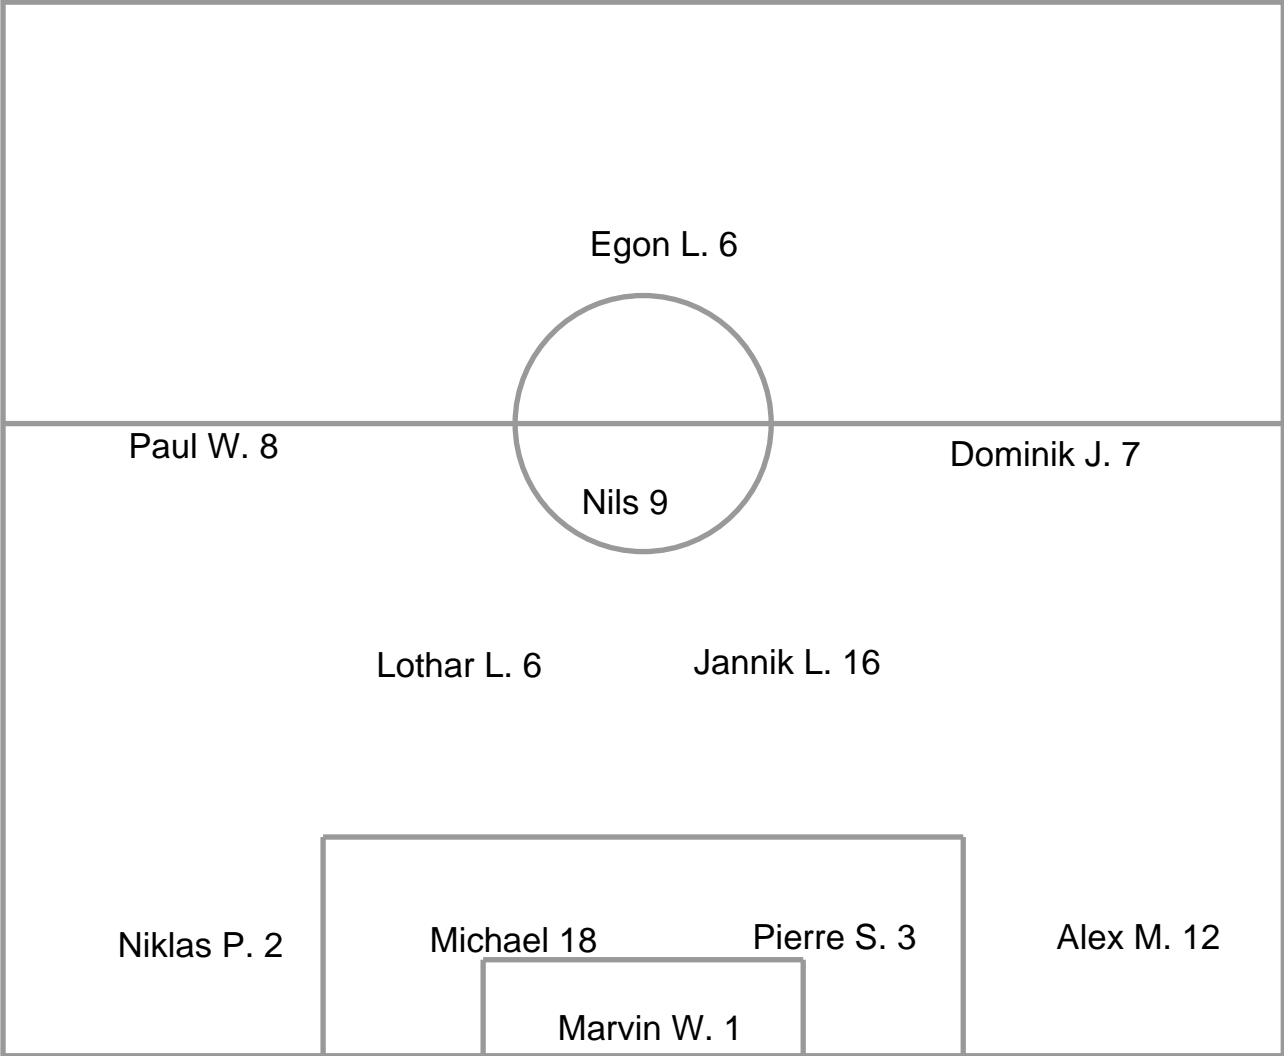 Egon L. 6
Paul W. 8
Dominik J. 7
Nils 9
Lothar L. 6
Jannik L. 16
Niklas P. 2
Michael 18
Pierre S. 3
Alex M. 12
Marvin W. 1